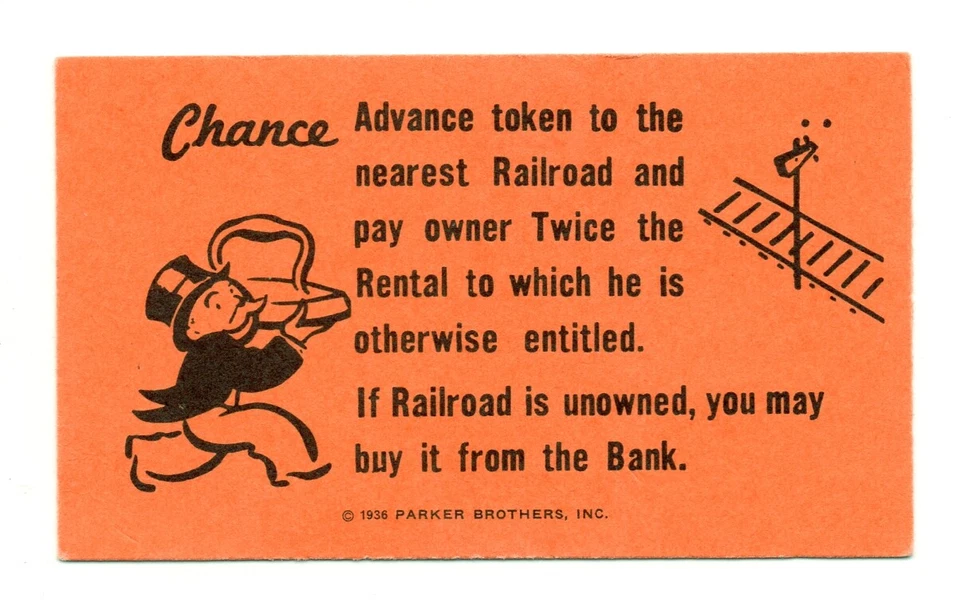 Chance
Advance token to the
nearest Railroad and
pay owner Twice the
Rental to which he is
otherwise entitled.
If Railroad is unowned, you may
buy it from the Bank.
© 1936 PARKER BROTHERS, INC.